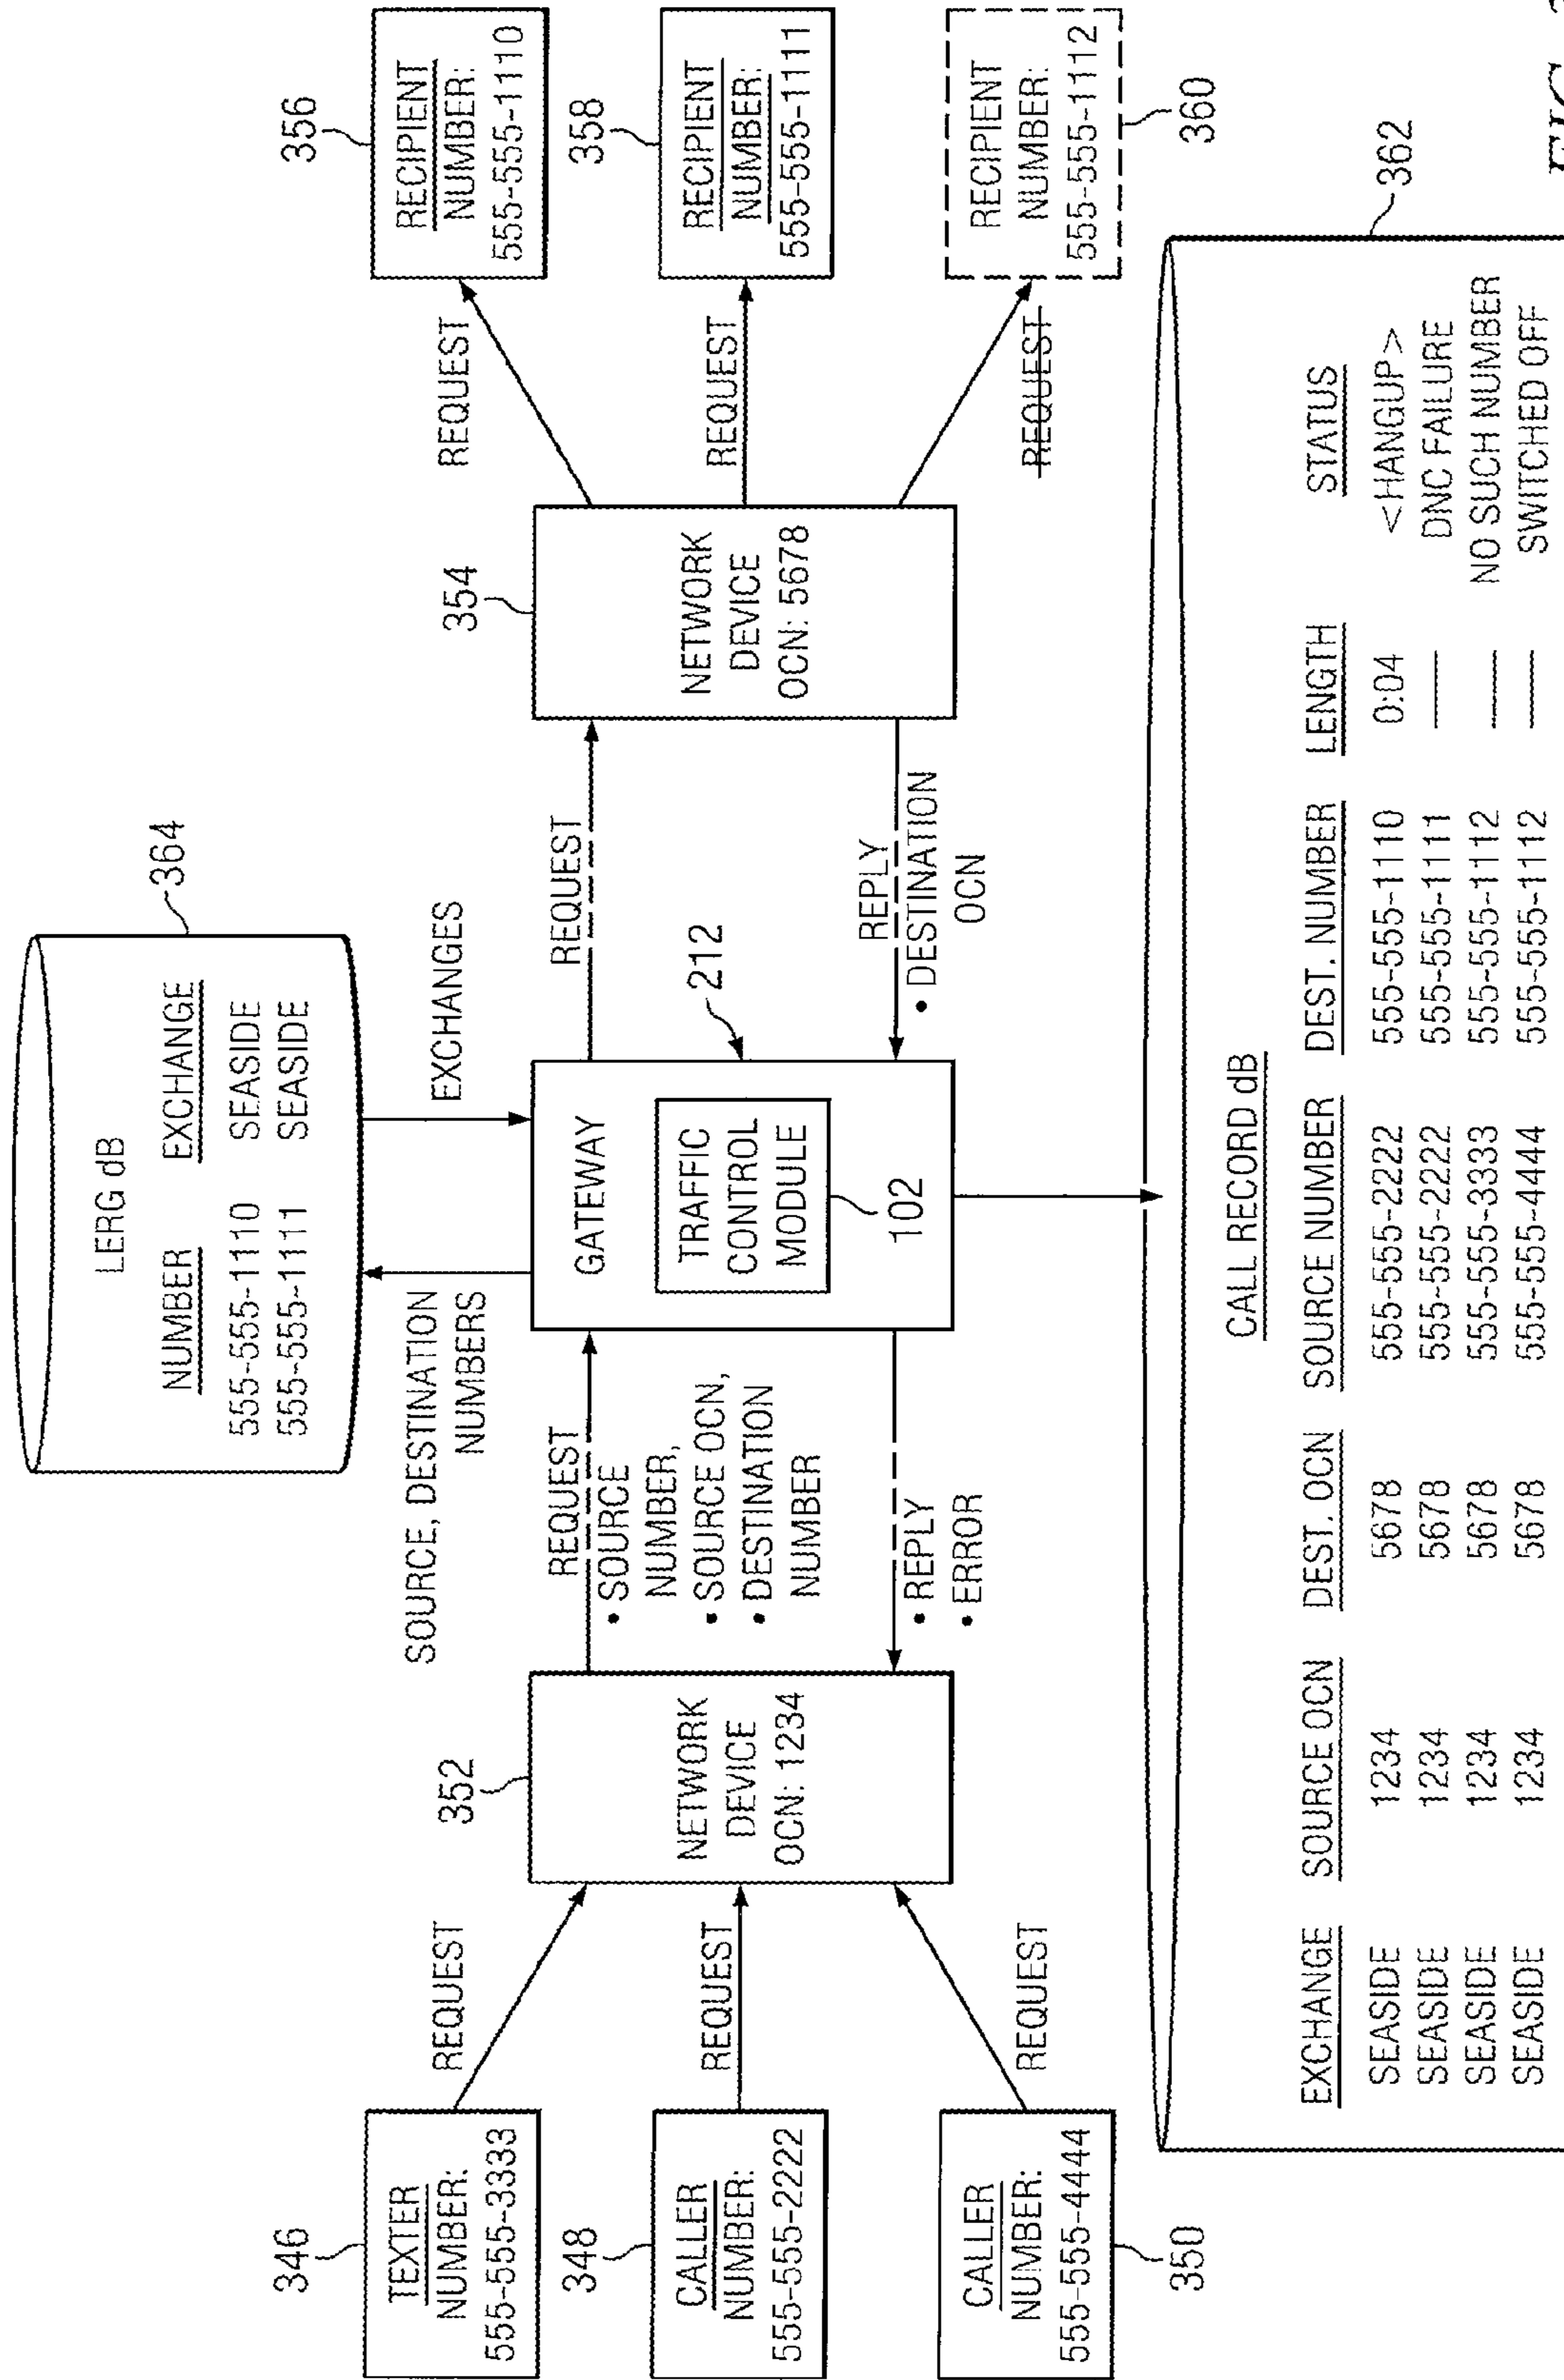 LERG dB
NUMBER EXCHANGE
555-555-1110 SEASIDE
555-555-1111 SEASIDE
364
SOURCE, DESTINATION
NUMBERS
EXCHANGES
346
TEXTER
NUMBER:
555-555-3333
348
CALLER
NUMBER:
555-555-2222
CALLER
NUMBER:
555-555-4444
350
REQUEST
REQUEST
REQUEST
352
NETWORK
DEVICE
OCN: 1234
REQUEST
• SOURCE
NUMBER,
• SOURCE OCN,
• DESTINATION
NUMBER
• REPLY
• ERROR
GATEWAY
TRAFFIC
CONTROL
MODULE
102
212
REQUEST
REPLY
• DESTINATION
OCN
354
NETWORK
DEVICE
OCN: 5678
REQUEST
REQUEST
REQUEST
356
RECIPIENT
NUMBER:
555-555-1110
358
RECIPIENT
NUMBER:
555-555-1111
RECIPIENT
NUMBER:
555-555-1112
360
362
CALL RECORD dB
EXCHANGE SOURCE OCN DEST. OCN SOURCE NUMBER DEST. NUMBER LENGTH STATUS
SEASIDE 1234 5678 555-555-2222 555-555-1110 0:04 <HANGUP>
SEASIDE 1234 5678 555-555-2222 555-555-1111 — DNC FAILURE
SEASIDE 1234 5678 555-555-3333 555-555-1112 — NO SUCH NUMBER
SEASIDE 1234 5678 555-555-4444 555-555-1112 — SWITCHED OFF
FIG.